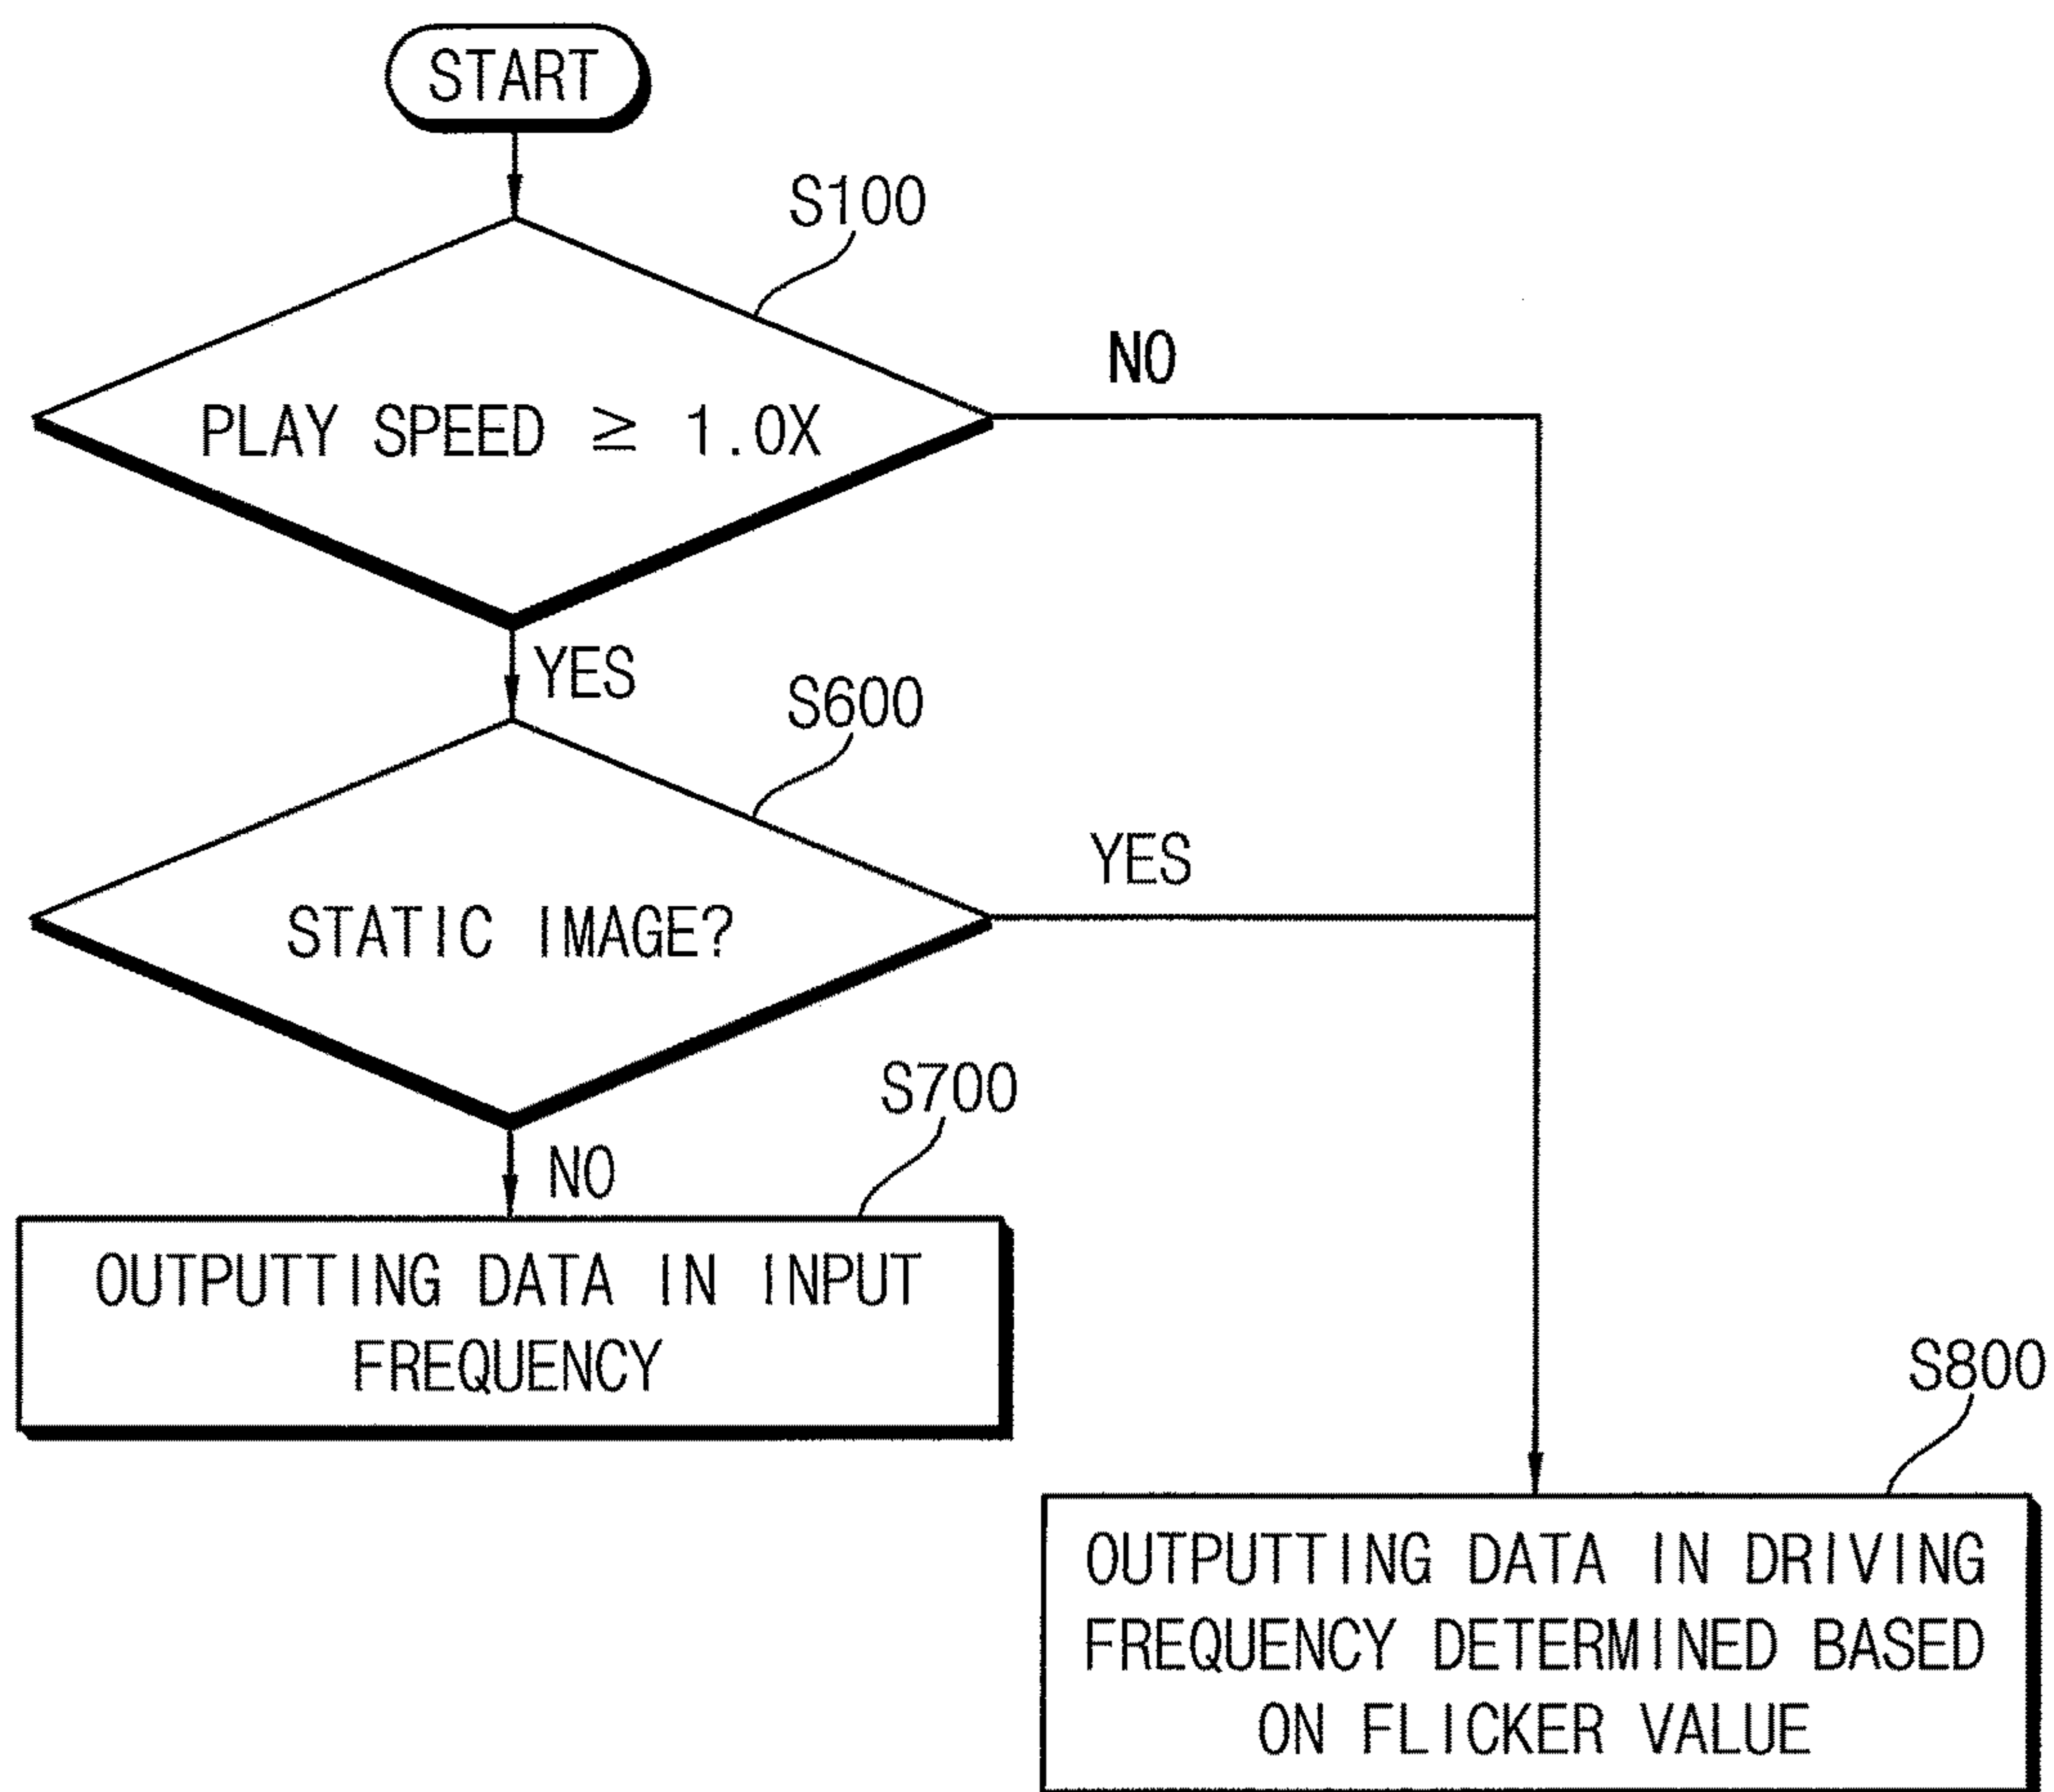 START
S100
NO
PLAY SPEED ≧ 1.0X
YES
S600
YES
STATIC IMAGE?
S700
NO
OUTPUTTING DATA IN INPUT
FREQUENCY
S800
OUTPUTTING DATA IN DRIVING
FREQUENCY DETERMINED BASED
ON FLICKER VALUE